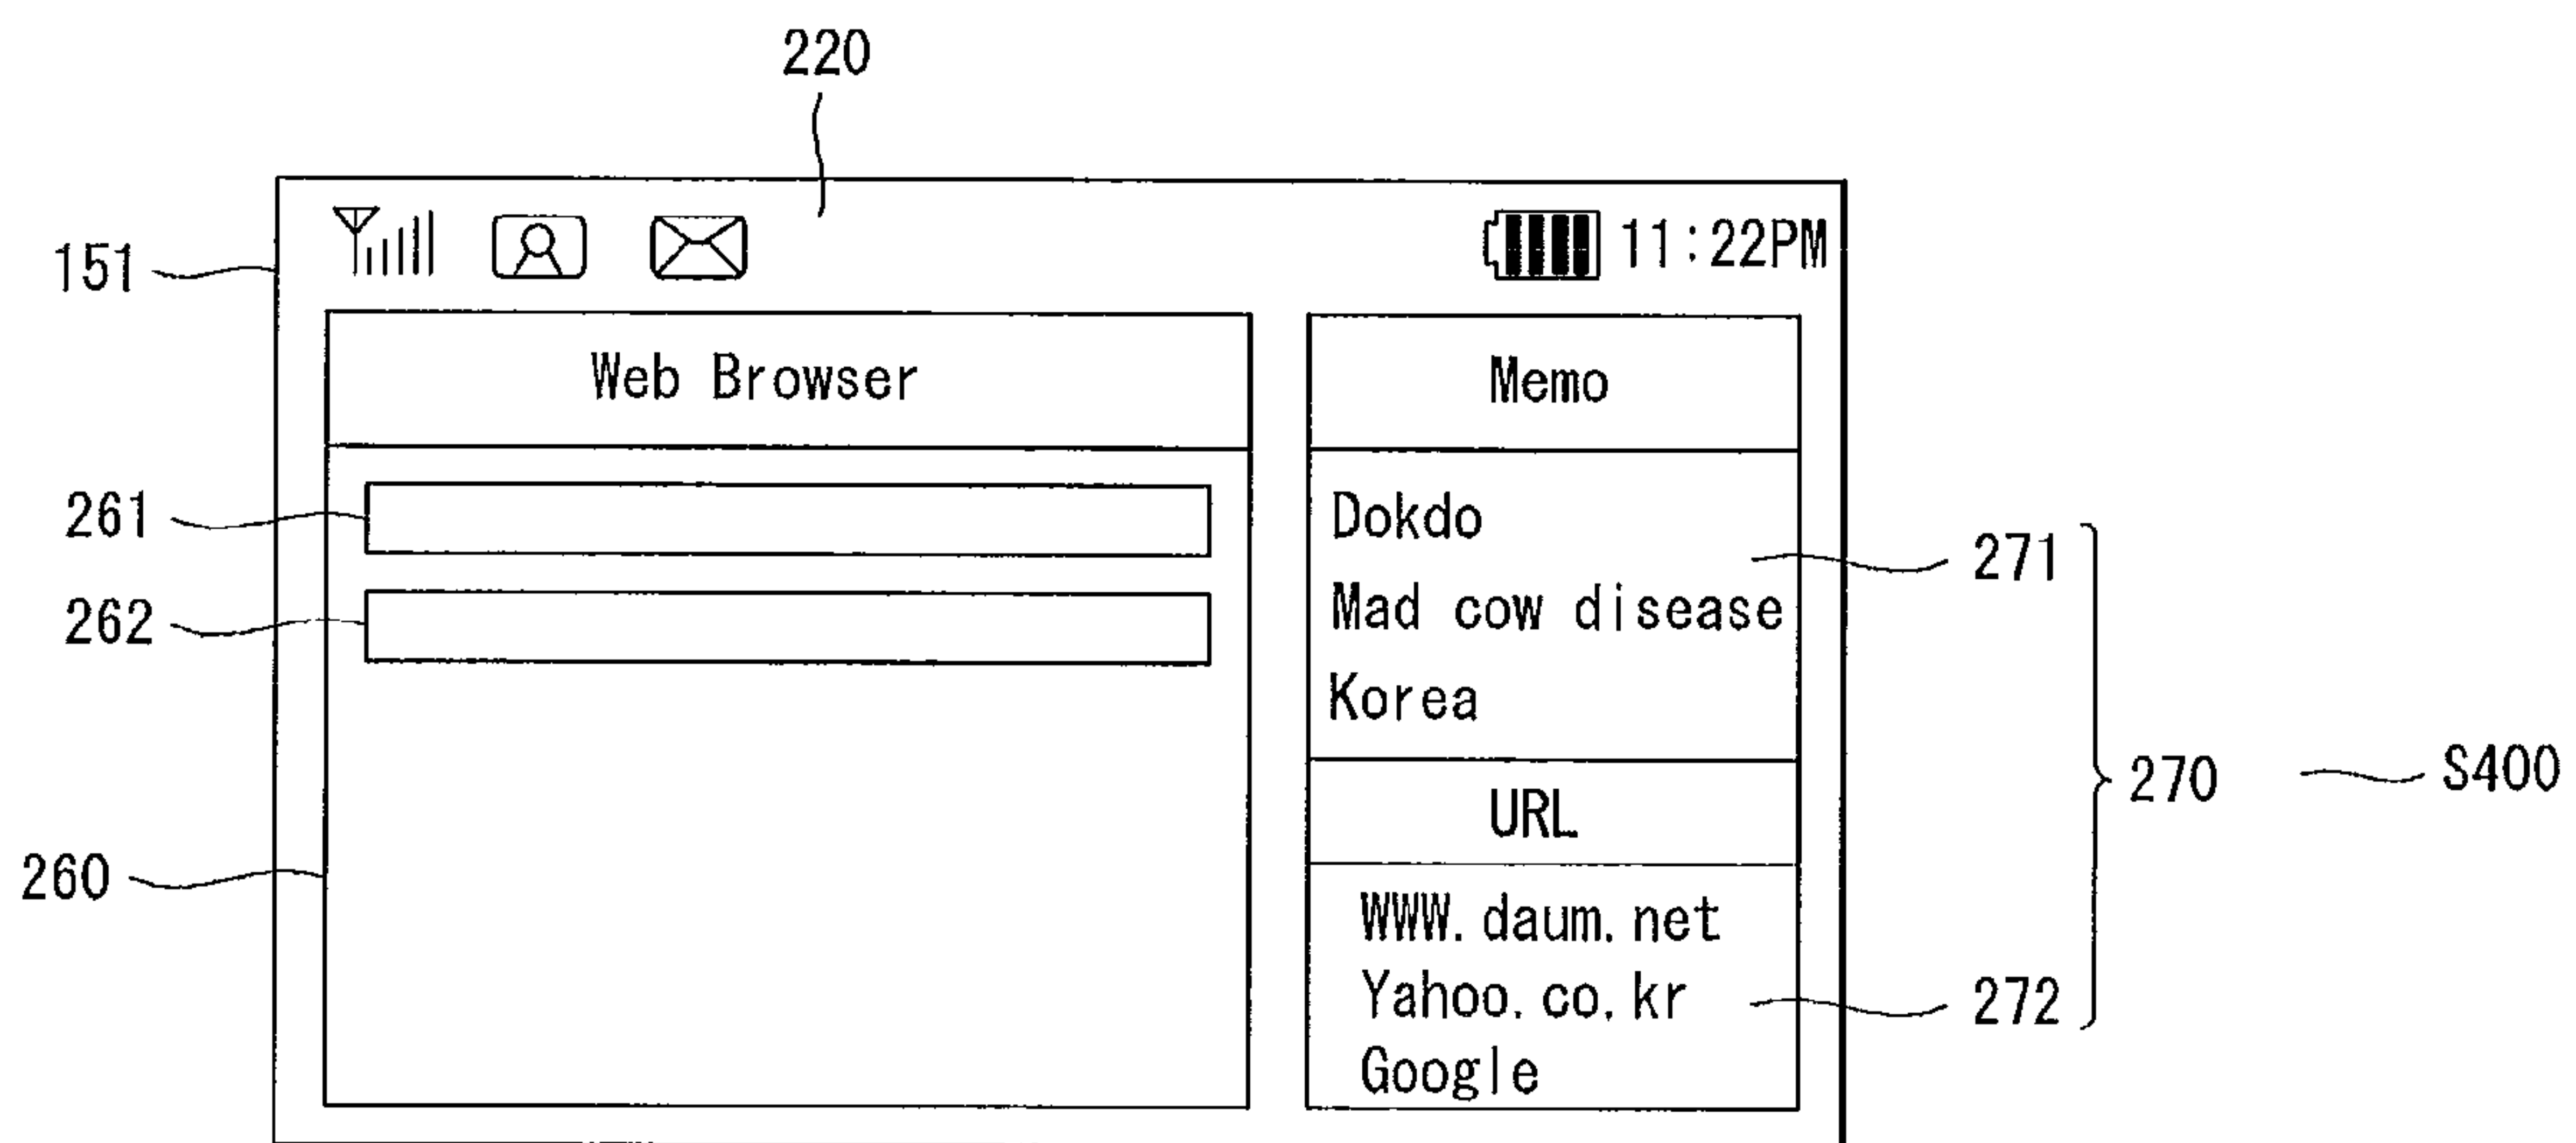 220
151
11:22PM
Web Browser
Memo
261
262
260
Dokdo
Mad cow disease
Korea
URL
WWW.daum.net
Yahoo.co.kr
Google
271
272
270
S400